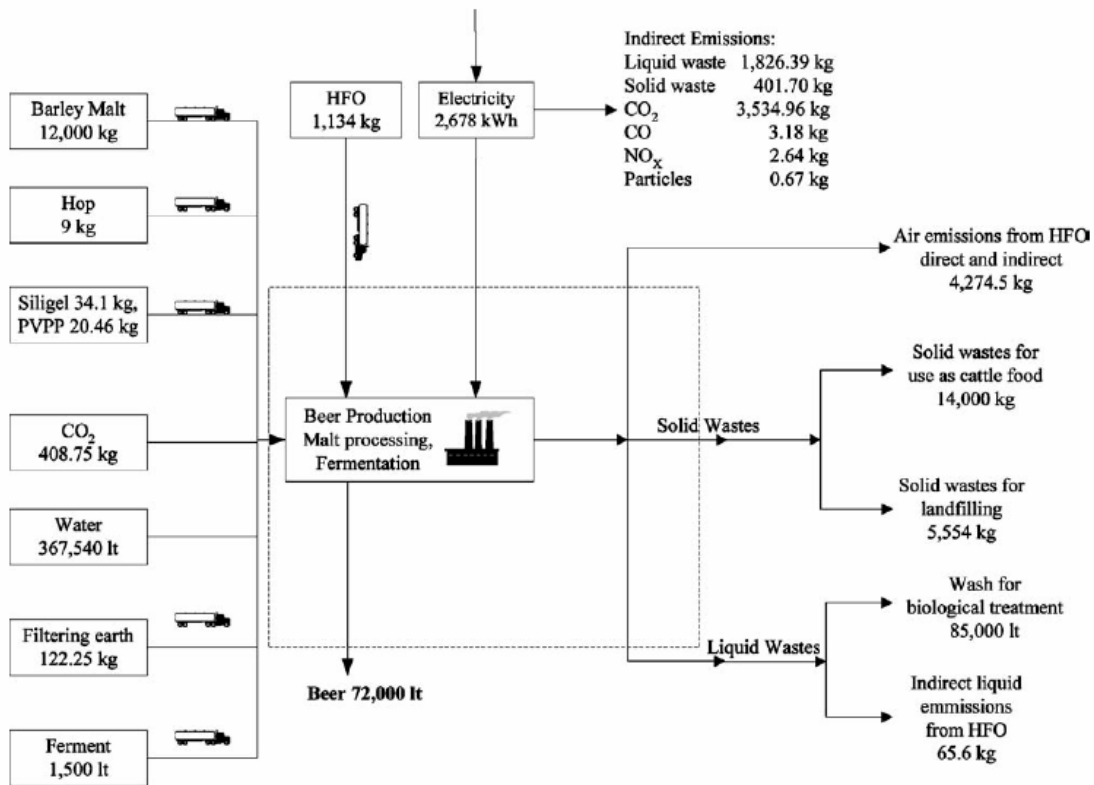 Indirect Emissions:
Liquid waste 1,826.39 kg
Solid waste 401.70 kg
CO₂ 3,534.96 kg
CO 3.18 kg
NOX 2.64 kg
Particles 0.67 kg
HFO
1,134 kg
Electricity
2,678 kWh
Barley Malt
12,000 kg
Hop
9 kg
Siligel 34.1 kg,
PVPP 20.46 kg
CO₂
408.75 kg
Water
367,540 lt
Filtering earth
122.25 kg
Ferment
1,500 lt
Beer Production
Malt processing,
Fermentation
Beer 72,000 lt
Air emissions from HFO
direct and indirect
4,274.5 kg
Solid Wastes
Solid wastes for
use as cattle food
14,000 kg
Solid wastes for
landfilling
5,554 kg
Liquid Wastes
Wash for
biological treatment
85,000 lt
Indirect liquid
emmissions
from HFO
65.6 kg